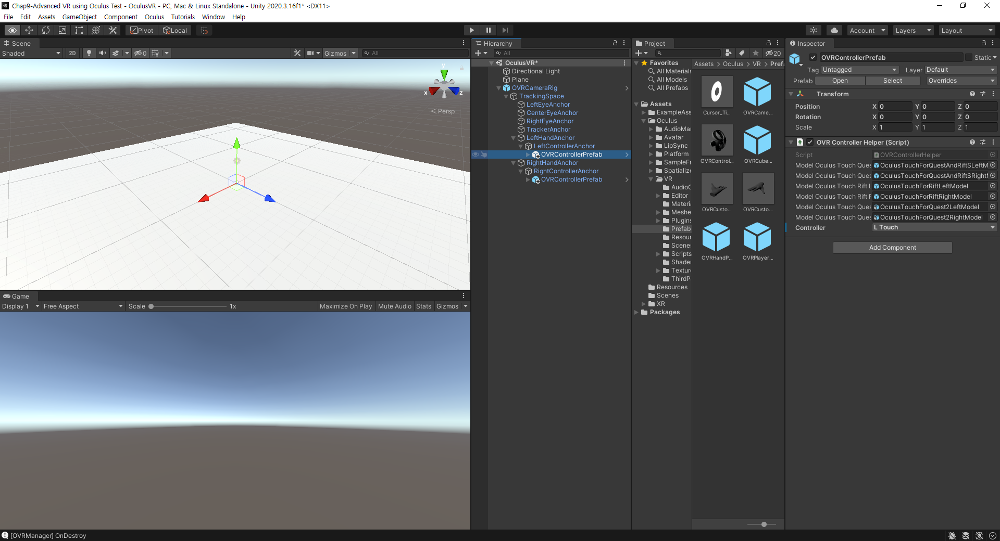 Chap9-Advanced VR using Oculus Test - OculusVR - PC, Mac & Linux Standalone - Unity 2020.3.16f1* <DX11>
File Edit Assets GameObject Component Oculus Tutorials Window Help
Pivot Local
Account Layers Layout
Scene
Shaded 2D 0 Gizmos All
y
x z
Persp
Game
Display 1 Free Aspect Scale 1x Maximize On Play Mute Audio Stats Gizmos
Hierarchy
All
OculusVR*
Directional Light
Plane
OVRCameraRig
TrackingSpace
LeftEyeAnchor
CenterEyeAnchor
RightEyeAnchor
TrackerAnchor
LeftHandAnchor
LeftControllerAnchor
OVRControllerPrefab
RightHandAnchor
RightControllerAnchor
OVRControllerPrefab
Project
20
Favorites
All Materials
All Models
All Prefabs
Assets
ExampleAss
Oculus
AudioMan
Avatar
LipSync
Platform
SampleFr
Spatialize
VR
AudioC
Editor
Materia
Meshe
Plugins
Prefab
Resour
Scenes
Scripts
Shader
Texture
ThirdP
Resources
Scenes
XR
Packages
Assets > Oculus > VR > Prefa
Cursor_Ti... OVRCame...
OVRControl... OVRCube...
OVRCusto... OVRCusto...
OVRHandP... OVRPlayer...
Inspector
OVRControllerPrefab Static
Tag Untagged Layer Default
Prefab Open Select Overrides
Transform
Position X 0 Y 0 Z 0
Rotation X 0 Y 0 Z 0
Scale X 1 Y 1 Z 1
# OVR Controller Helper (Script)
Script OVRControllerHelper
Model Oculus Touch Ques OculusTouchForQuestAndRiftSLeftM
Model Oculus Touch Ques OculusTouchForQuestAndRiftSRightM
Model Oculus Touch Rift L OculusTouchForRiftLeftModel
Model Oculus Touch Rift R OculusTouchForRiftRightModel
Model Oculus Touch Ques OculusTouchForQuest2LeftModel
Model Oculus Touch Ques OculusTouchForQuest2RightModel
Controller L Touch
Add Component
[OVRManager] OnDestroy